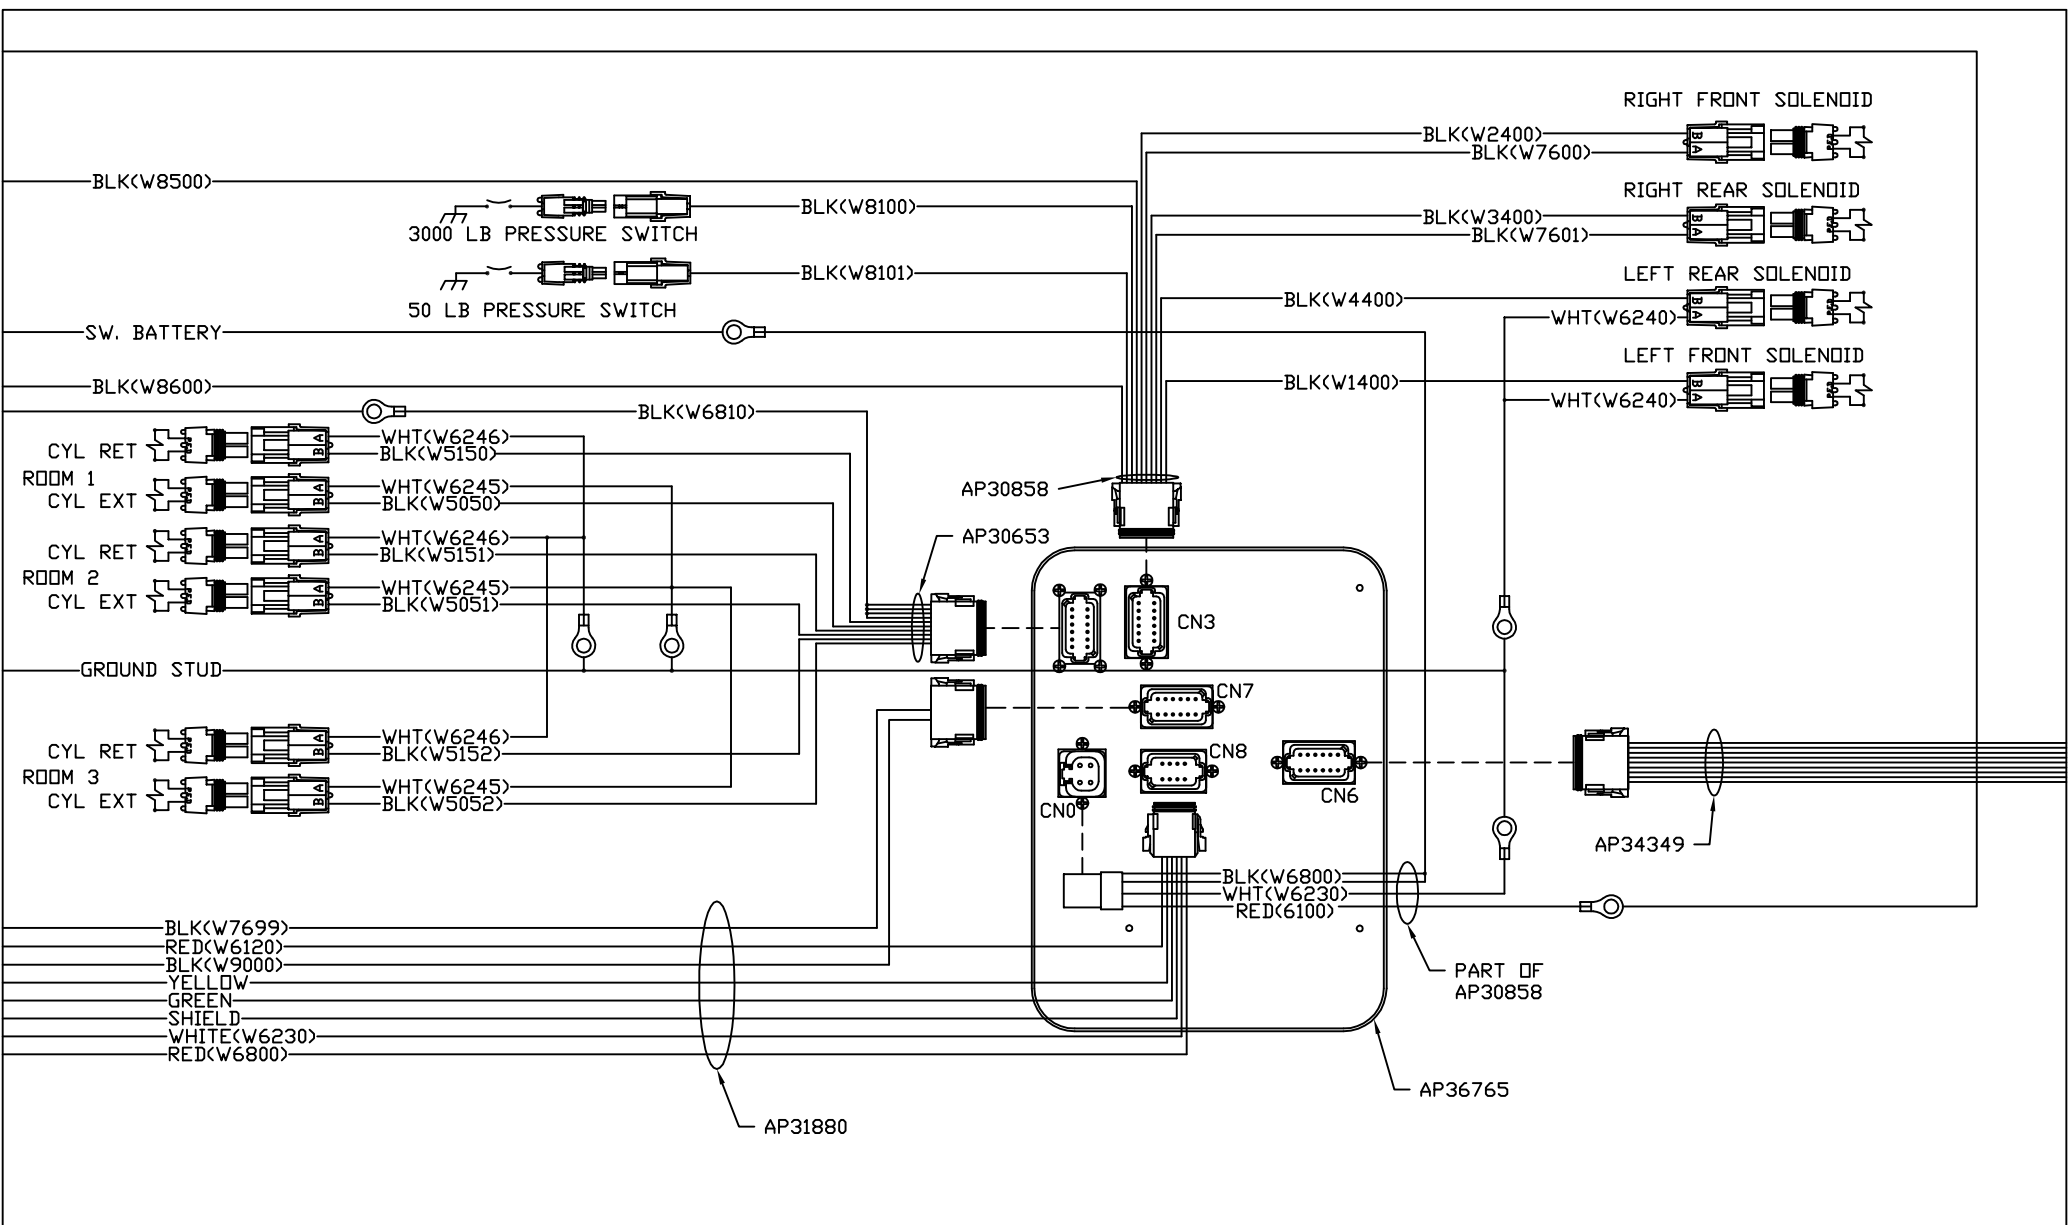 RIGHT FRONT SOLENOID
BLK(W2400)
B
A
BLK(W7600)
RIGHT REAR SOLENOID
BLK(W8500)
BLK(W8100)
BLK(W3400)
B
A
BLK(W7601)
3000 LB PRESSURE SWITCH
LEFT REAR SOLENOID
BLK(W8101)
BLK(W4400)
B
A
50 LB PRESSURE SWITCH
WHT(W6240)
SW. BATTERY
LEFT FRONT SOLENOID
BLK(W8600)
BLK(W1400)
B
A
WHT(W6240)
BLK(W6810)
CYL RET
A
B
WHT(W6246)
BLK(W5150)
ROOM 1
CYL EXT
A
B
WHT(W6245)
BLK(W5050)
AP30858
CYL RET
A
B
WHT(W6246)
BLK(W5151)
AP30653
ROOM 2
CYL EXT
A
B
WHT(W6245)
BLK(W5051)
CN3
GROUND STUD
CN7
CYL RET
A
B
WHT(W6246)
BLK(W5152)
CN8
ROOM 3
CYL EXT
A
B
WHT(W6245)
BLK(W5052)
CN0
CN6
AP34349
BLK(W6800)
WHT(W6230)
RED(6100)
BLK(W7699)
RED(W6120)
BLK(W9000)
YELLOW
GREEN
SHIELD
WHITE(W6230)
RED(W6800)
PART OF
AP30858
AP36765
AP31880